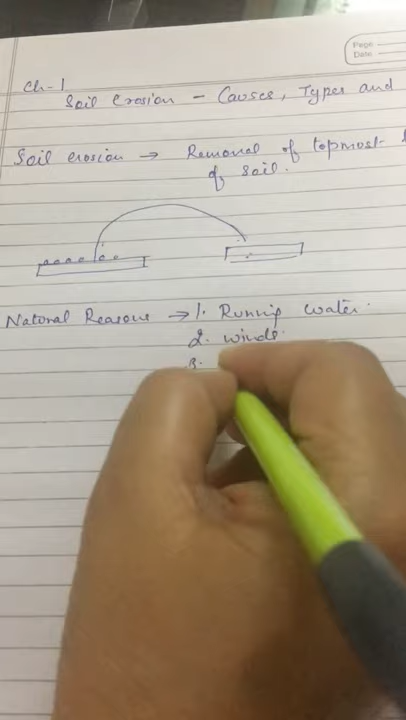 Page
Date
Ch-1
Soil Erosion - Causes, Types and
Soil erosion → Removal of topmost
of soil.
Natural Reasons → 1. Running water.
2. winds.
3.